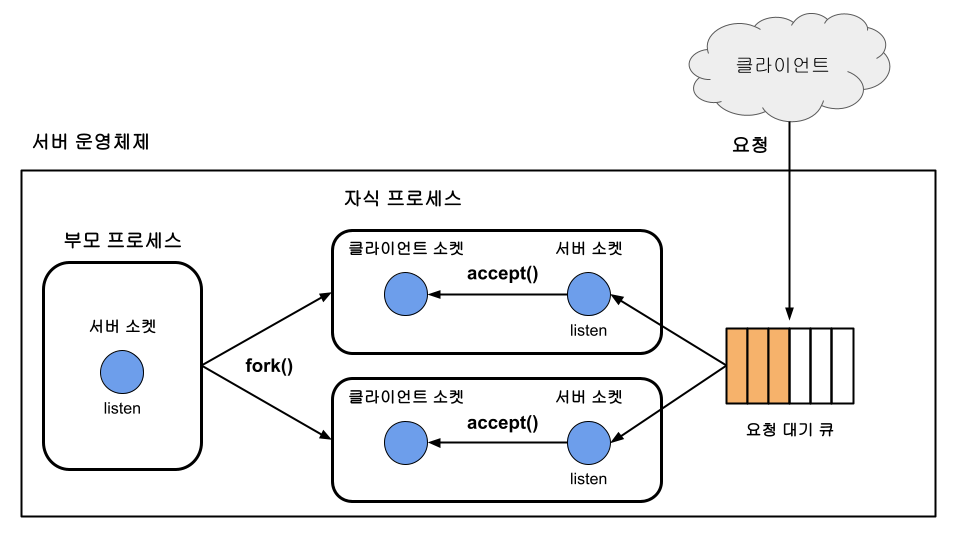 클라이언트
서버 운영체제
요청
자식 프로세스
부모 프로세스
클라이언트 소켓
서버 소켓
accept()
listen
서버 소켓
listen
fork()
클라이언트 소켓
서버 소켓
accept()
listen
요청 대기 큐